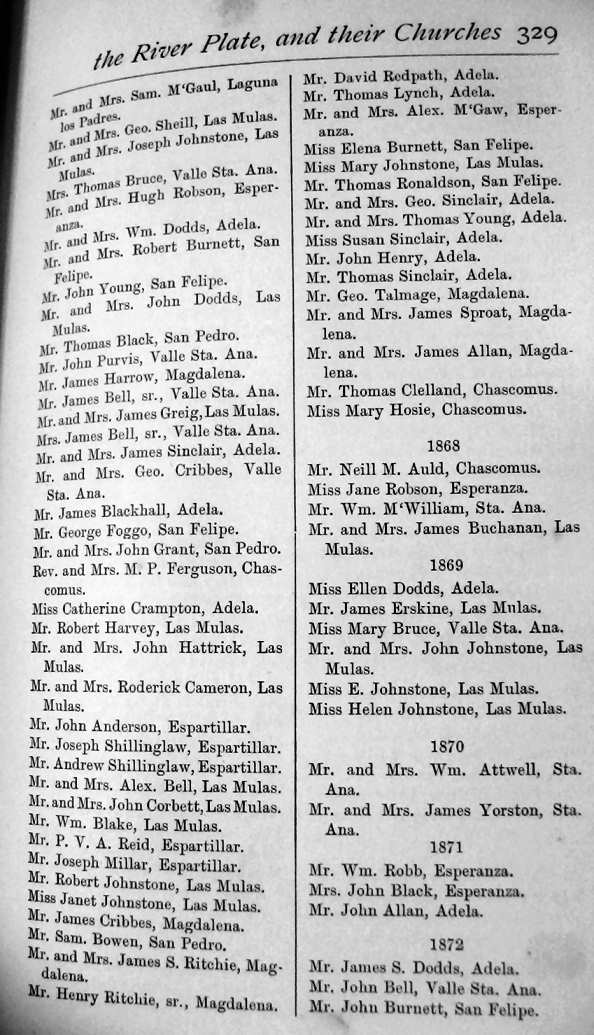 the River Plate, and their Churches 329
Mr. and Mrs. Sam. M'Gaul, Laguna
los Padres.
Mr. and Mrs. Geo. Sheill, Las Mulas.
Mr. and Mrs. Joseph Johnstone, Las
Mulas.
Mrs. Thomas Bruce, Valle Sta. Ana.
Mr. and Mrs. Hugh Robson, Esper-
anza.
Mr. and Mrs. Wm. Dodds, Adela.
Mr. and Mrs. Robert Burnett, San
Felipe.
Mr. John Young, San Felipe.
Mr. and Mrs. John Dodds, Las
Mulas.
Mr. Thomas Black, San Pedro.
Mr. John Purvis, Valle Sta. Ana.
Mr. James Harrow, Magdalena.
Mr. James Bell, sr., Valle Sta. Ana.
Mr. and Mrs. James Greig, Las Mulas.
Mrs. James Bell, sr., Valle Sta. Ana.
Mr. and Mrs. James Sinclair, Adela.
Mr. and Mrs. Geo. Cribbes, Valle
Sta. Ana.
Mr. James Blackhall, Adela.
Mr. George Foggo, San Felipe.
Mr. and Mrs. John Grant, San Pedro.
Rev. and Mrs. M. P. Ferguson, Chas-
comus.
Miss Catherine Crampton, Adela.
Mr. Robert Harvey, Las Mulas.
Mr. and Mrs. John Hattrick, Las
Mulas.
Mr. and Mrs. Roderick Cameron, Las
Mulas.
Mr. John Anderson, Espartillar.
Mr. Joseph Shillinglaw, Espartillar.
Mr. Andrew Shillinglaw, Espartillar.
Mr. and Mrs. Alex. Bell, Las Mulas.
Mr. and Mrs. John Corbett, Las Mulas.
Mr. Wm. Blake, Las Mulas.
Mr. P. V. A. Reid, Espartillar.
Mr. Joseph Millar, Espartillar.
Mr. Robert Johnstone, Las Mulas.
Miss Janet Johnstone, Las Mulas.
Mr. James Cribbes, Magdalena.
Mr. Sam. Bowen, San Pedro.
Mr. and Mrs. James S. Ritchie, Mag-
dalena.
Mr. Henry Ritchie, sr., Magdalena.
Mr. David Redpath, Adela.
Mr. Thomas Lynch, Adela.
Mr. and Mrs. Alex. M'Gaw, Esper-
anza.
Miss Elena Burnett, San Felipe.
Miss Mary Johnstone, Las Mulas.
Mr. Thomas Ronaldson, San Felipe.
Mr. and Mrs. Geo. Sinclair, Adela.
Mr. and Mrs. Thomas Young, Adela.
Miss Susan Sinclair, Adela.
Mr. John Henry, Adela.
Mr. Thomas Sinclair, Adela.
Mr. Geo. Talmage, Magdalena.
Mr. and Mrs. James Sproat, Magda-
lena.
Mr. and Mrs. James Allan, Magda-
lena.
Mr. Thomas Clelland, Chascomus.
Miss Mary Hosie, Chascomus.
1868
Mr. Neill M. Auld, Chascomus.
Miss Jane Robson, Esperanza.
Mr. Wm. M'William, Sta. Ana.
Mr. and Mrs. James Buchanan, Las
Mulas.
1869
Miss Ellen Dodds, Adela.
Mr. James Erskine, Las Mulas.
Miss Mary Bruce, Valle Sta. Ana.
Mr. and Mrs. John Johnstone, Las
Mulas.
Miss E. Johnstone, Las Mulas.
Miss Helen Johnstone, Las Mulas.
1870
Mr. and Mrs. Wm. Attwell, Sta.
Ana.
Mr. and Mrs. James Yorston, Sta.
Ana.
1871
Mr. Wm. Robb, Esperanza.
Mrs. John Black, Esperanza.
Mr. John Allan, Adela.
1872
Mr. James S. Dodds, Adela.
Mr. John Bell, Valle Sta. Ana.
Mr. John Burnett, San Felipe.